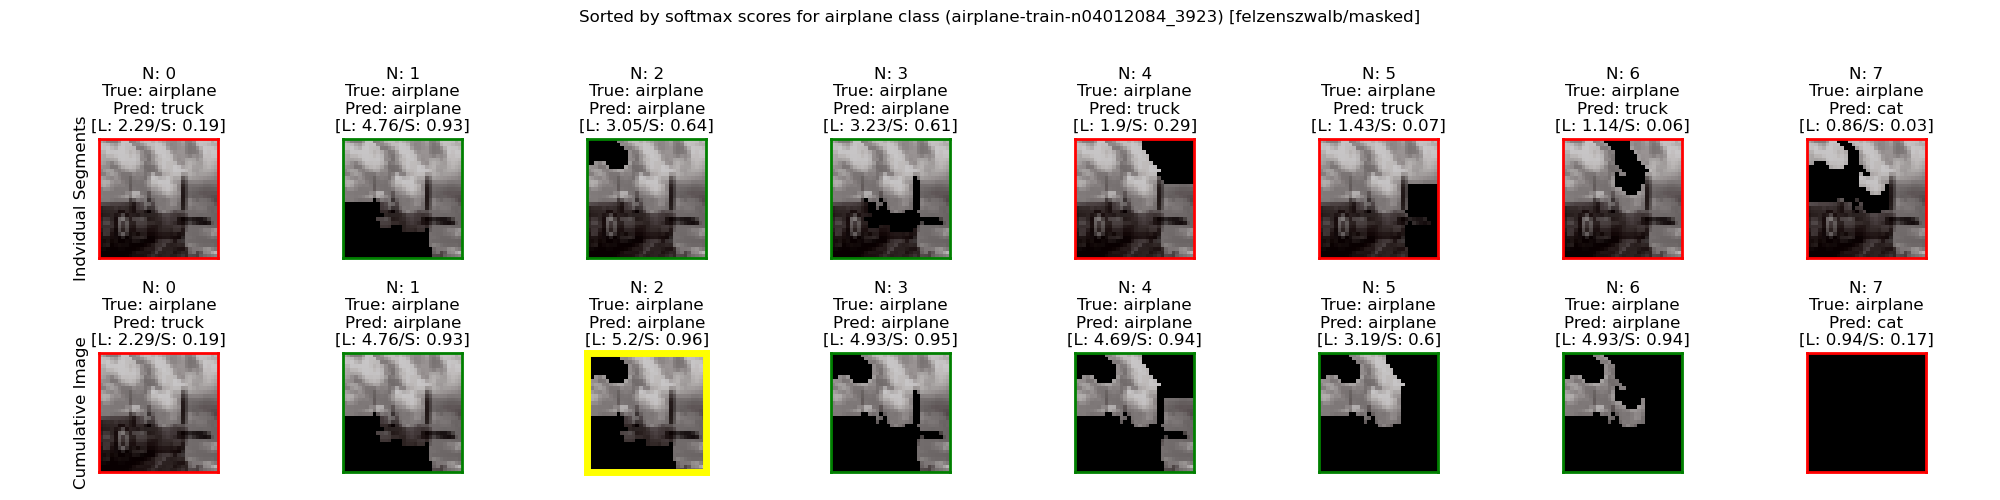 Sorted by softmax scores for airplane class (airplane-train-n04012084_3923) [felzenszwalb/masked]
Indvidual Segments
N: 0
True: airplane
Pred: truck
[L: 2.29/S: 0.19]
N: 1
True: airplane
Pred: airplane
[L: 4.76/S: 0.93]
N: 2
True: airplane
Pred: airplane
[L: 3.05/S: 0.64]
N: 3
True: airplane
Pred: airplane
[L: 3.23/S: 0.61]
N: 4
True: airplane
Pred: truck
[L: 1.9/S: 0.29]
N: 5
True: airplane
Pred: truck
[L: 1.43/S: 0.07]
N: 6
True: airplane
Pred: truck
[L: 1.14/S: 0.06]
N: 7
True: airplane
Pred: cat
[L: 0.86/S: 0.03]
Cumulative Image
N: 0
True: airplane
Pred: truck
[L: 2.29/S: 0.19]
N: 1
True: airplane
Pred: airplane
[L: 4.76/S: 0.93]
N: 2
True: airplane
Pred: airplane
[L: 5.2/S: 0.96]
N: 3
True: airplane
Pred: airplane
[L: 4.93/S: 0.95]
N: 4
True: airplane
Pred: airplane
[L: 4.69/S: 0.94]
N: 5
True: airplane
Pred: airplane
[L: 3.19/S: 0.6]
N: 6
True: airplane
Pred: airplane
[L: 4.93/S: 0.94]
N: 7
True: airplane
Pred: cat
[L: 0.94/S: 0.17]